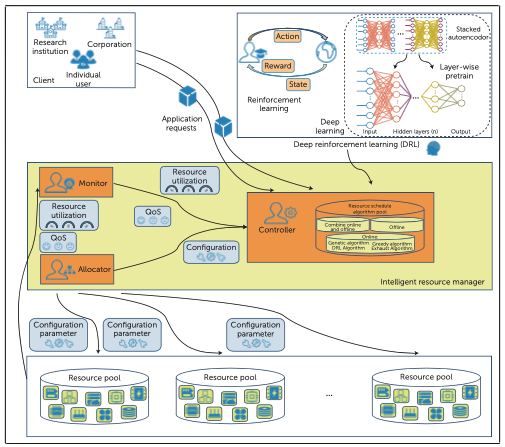 Research
institution
Corporation
Individual
user
Client
Application
requests
Action
Reward
State
Reinforcement
learning
Stacked
autoencodor
Layer-wise
pretrain
...
...
Deep
learning
Input
Hidden layers (n)
Output
Deep reinforcement learning (DRL)
Monitor
Resource
utilization
Resource
utilization
QoS
QoS
Configuration
Allocator
Controller
Resource schedule
algorithm pool
Combine online
and offline
Offline
Online
Genetic algorithm
DRL Algorithm
Greedy algorithm
Exhaust Algorithm
Intelligent resource manager
Configuration
parameter
Configuration
parameter
Configuration
parameter
Resource pool
Resource pool
...
Resource pool